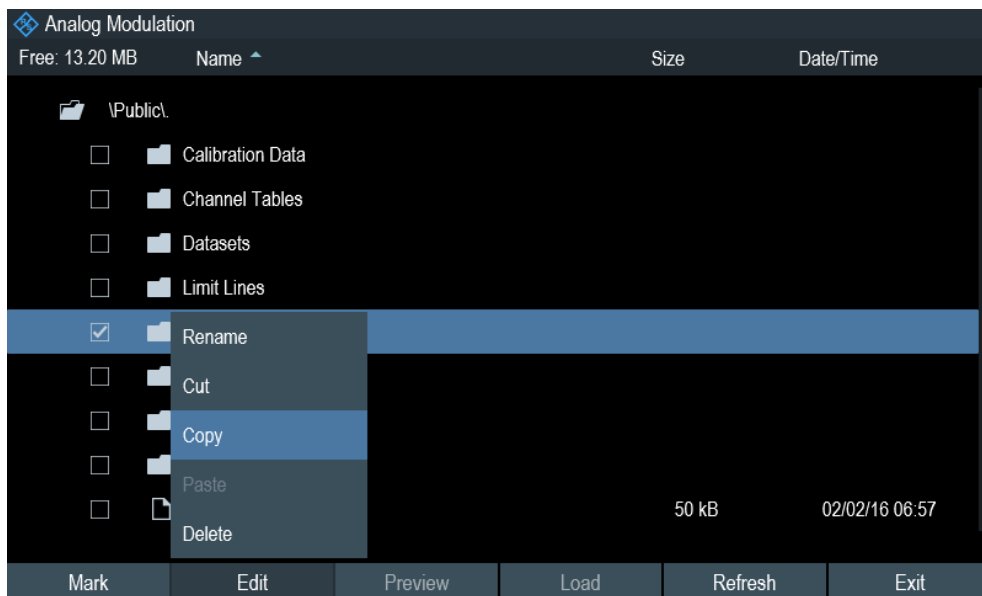 Analog Modulation
Free: 13.20 MB Name Size Date/Time
\Public\.
Calibration Data
Channel Tables
Datasets
Limit Lines
Rename
Cut
Copy
Paste
50 kB 02/02/16 06:57
Delete
Mark Edit Preview Load Refresh Exit